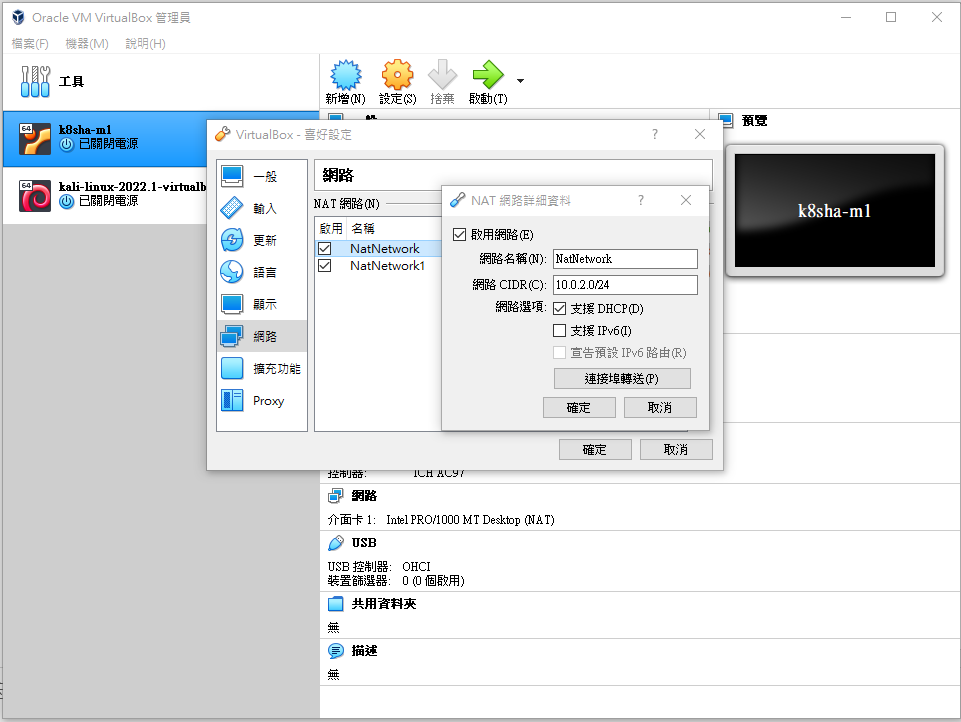 Oracle VM VirtualBox 管理員
檔案(F) 機器(M) 說明(H)
工具
新增(N) 設定(S) 捨棄 啟動(T)
64
k8sha-m1
已關閉電源
64
kali-linux-2022.1-virtualb
已關閉電源
預覽
k8sha-m1
VirtualBox - 喜好設定
?
一般
輸入
更新
語言
顯示
網路
擴充功能
Proxy
網路
NAT 網路(N)
啟用 名稱
NatNetwork
NatNetwork1
確定 取消
NAT 網路詳細資料
?
啟用網路(E)
網路名稱(N): NatNetwork
網路 CIDR(C): 10.0.2.0/24
網路選項: 支援 DHCP(D)
支援 IPv6(I)
宣告預設 IPv6 路由(R)
連接埠轉送(P)
確定 取消
控制器: ICH AC97
網路
介面卡 1: Intel PRO/1000 MT Desktop (NAT)
USB
USB 控制器: OHCI
裝置篩選器: 0 (0 個啟用)
共用資料夾
無
描述
無